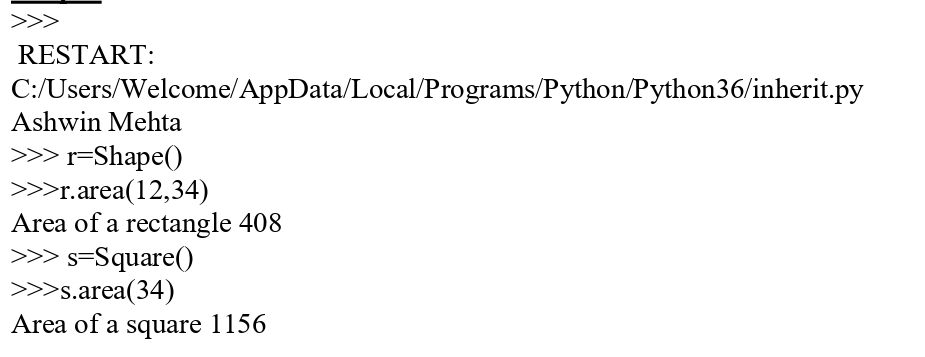 >>>
RESTART:
C:/Users/Welcome/AppData/Local/Programs/Python/Python36/inherit.py
Ashwin Mehta
>>> r=Shape()
>>>r.area(12,34)
Area of a rectangle 408
>>> s=Square()
>>>s.area(34)
Area of a square 1156